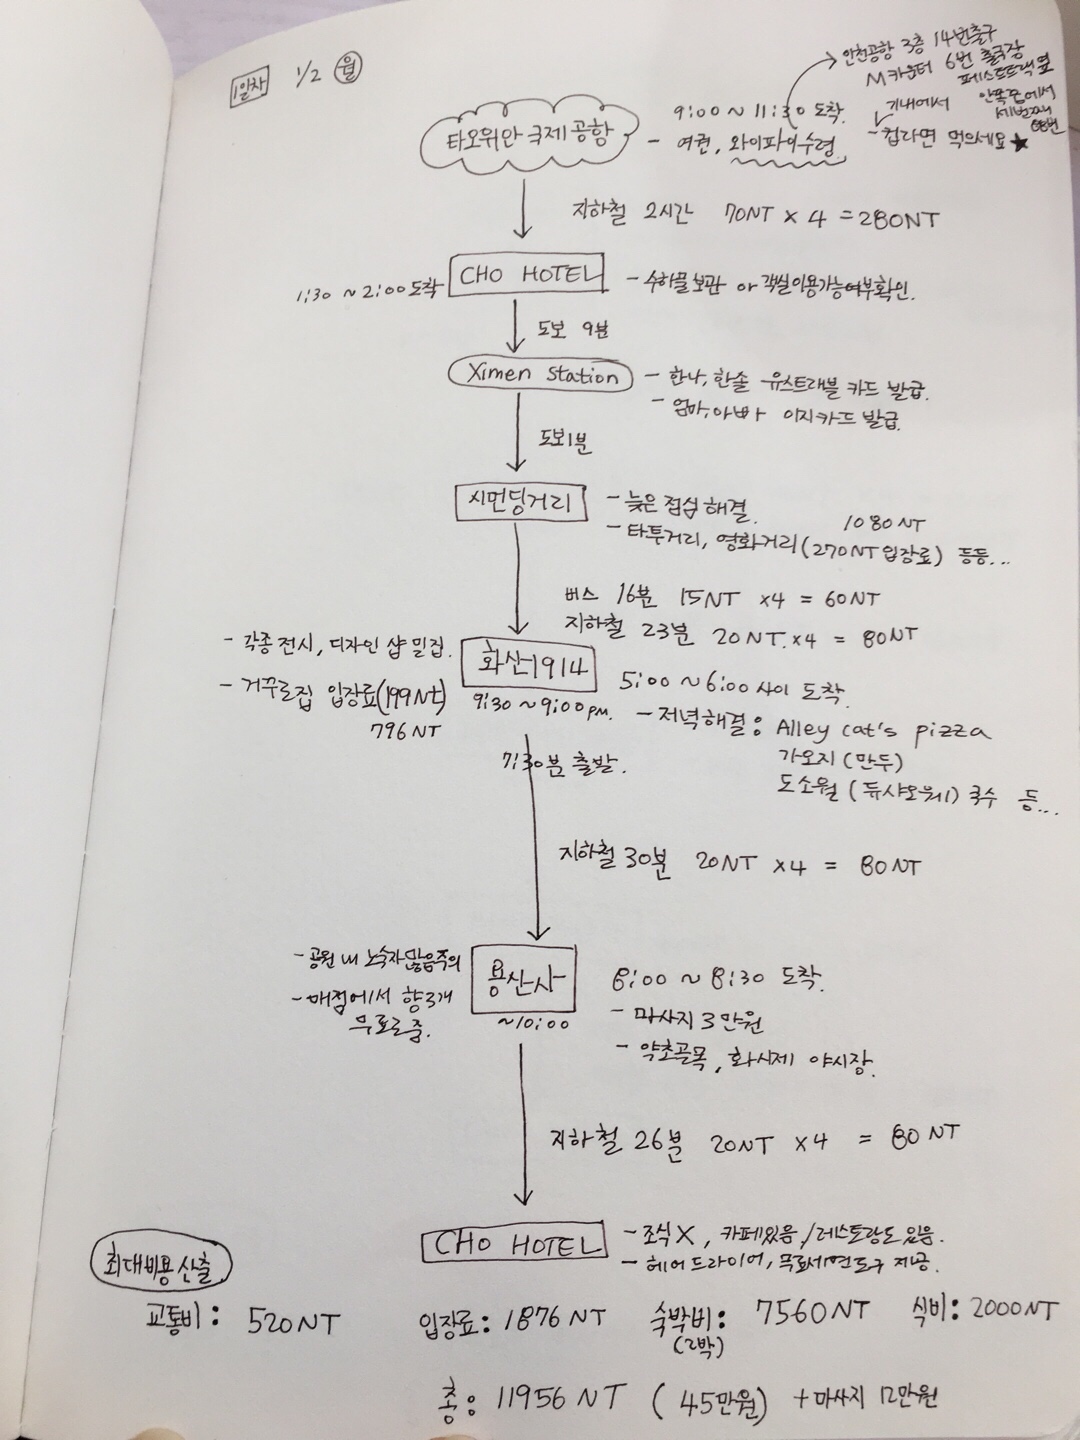 1일차 1/2 월
인천공항 3층 14번출구
M카운터 6번 출국장
패스트트랙 옆
안쪽 줄에서
세번째
9:00 ~ 11:30 도착.
기내에서
타오위안 국제 공항
- 여권, 와이파이수령
- 컵라면 먹으세요 ★
지하철 2시간 70NT × 4 = 280NT
CHO HOTEL
1:30 ~ 2:00 도착
- 수하물보관 or 객실이용가능여부확인.
도보 9분
Ximen Station
- 한나, 한솔 유스트래블 카드 발급.
- 엄마, 아빠 이지카드 발급.
도보1분
시먼딩거리
- 늦은 점심 해결.
1080NT
- 타투거리, 영화거리(270NT 입장료) 등등...
버스 16분 15NT ×4 = 60NT
지하철 23분 20NT.×4 = 80NT
- 각종 전시, 디자인 샵 밀집.
화산1914
- 거꾸로집 입장료(199Nt)
796NT
9:30 ~ 9:00 pm.
5:00 ~ 6:00 사이 도착.
- 저녁해결: Alley cat's pizza
가오지 (만두)
도소월 (듀샤오위에) 국수 등...
7:30분 출발.
지하철 30분 20NT ×4 = 80NT
- 공원 내 노숙자많음주의
용산사
- 매점에서 향3개
무료로줌.
~10:00
8:00 ~ 8:30 도착.
- 마사지 3만원
- 약초골목, 화시제 야시장.
지하철 26분 20NT ×4 = 80NT
CHO HOTEL
- 조식X, 카페있음/레스토랑도 있음.
- 헤어드라이어, 무료세면도구 제공.
최대비용산출
교통비: 520NT 입장료: 1876NT 숙박비: 7560NT 식비: 2000NT
(2박)
총: 11956NT (45만원) +마사지 12만원